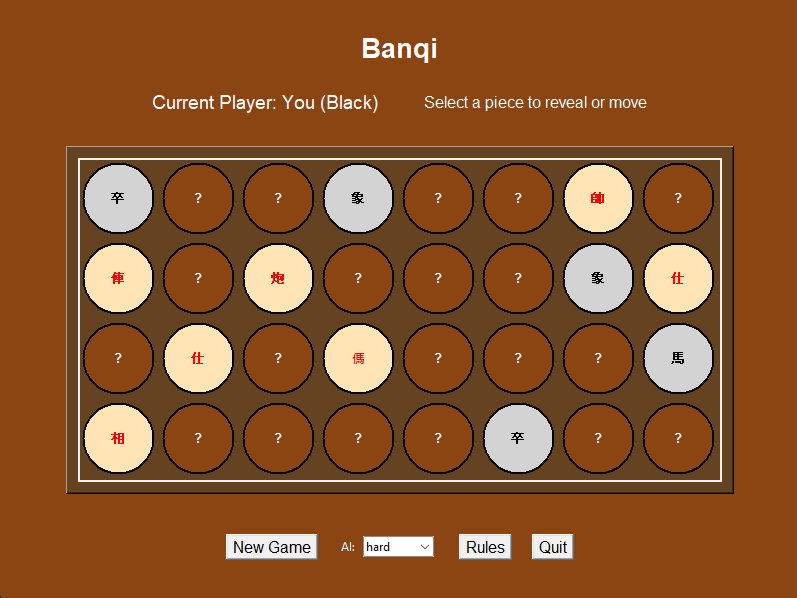 Banqi
Current Player: You (Black) Select a piece to reveal or move
卒 ? ? 象 ? ? 帥 ?
俥 ? 炮 ? ? ? 象 仕
? 仕 ? 傌 ? ? ? 馬
相 ? ? ? ? 卒 ? ?
New Game AI: hard Rules Quit